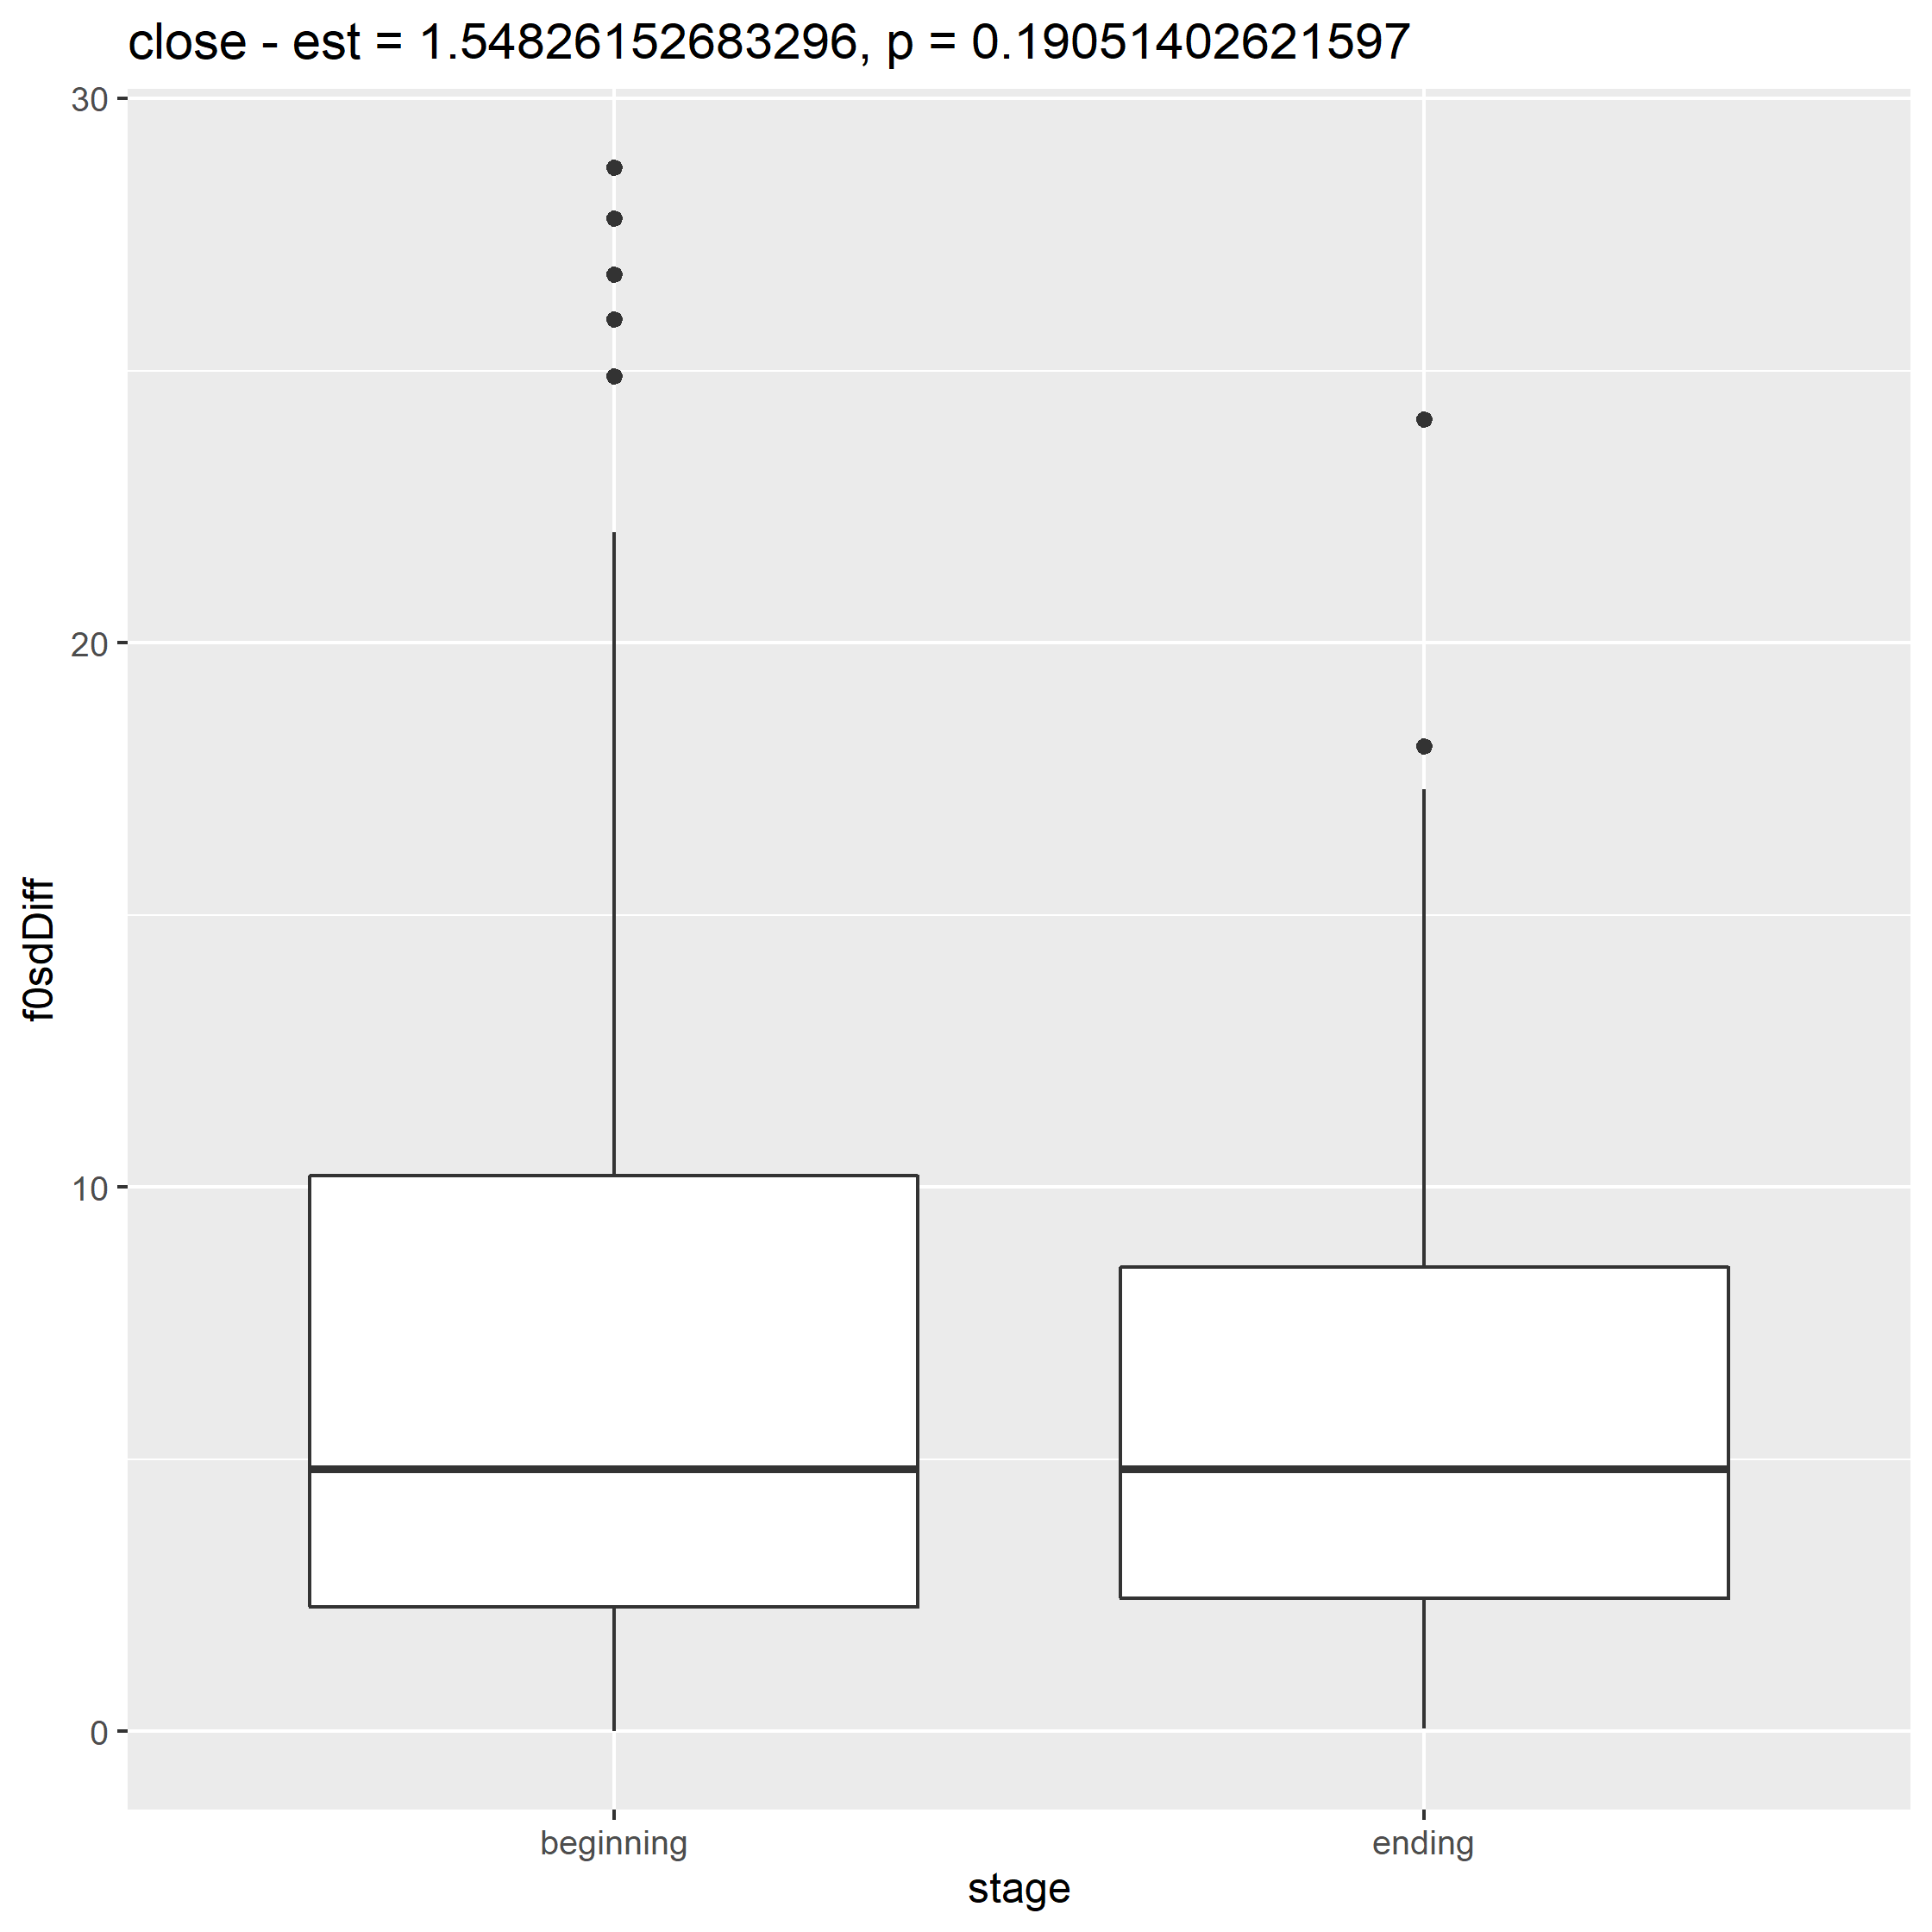 close - est = 1.54826152683296, p = 0.19051402621597
30
20
10
0
f0sdDiff
beginning
ending
stage